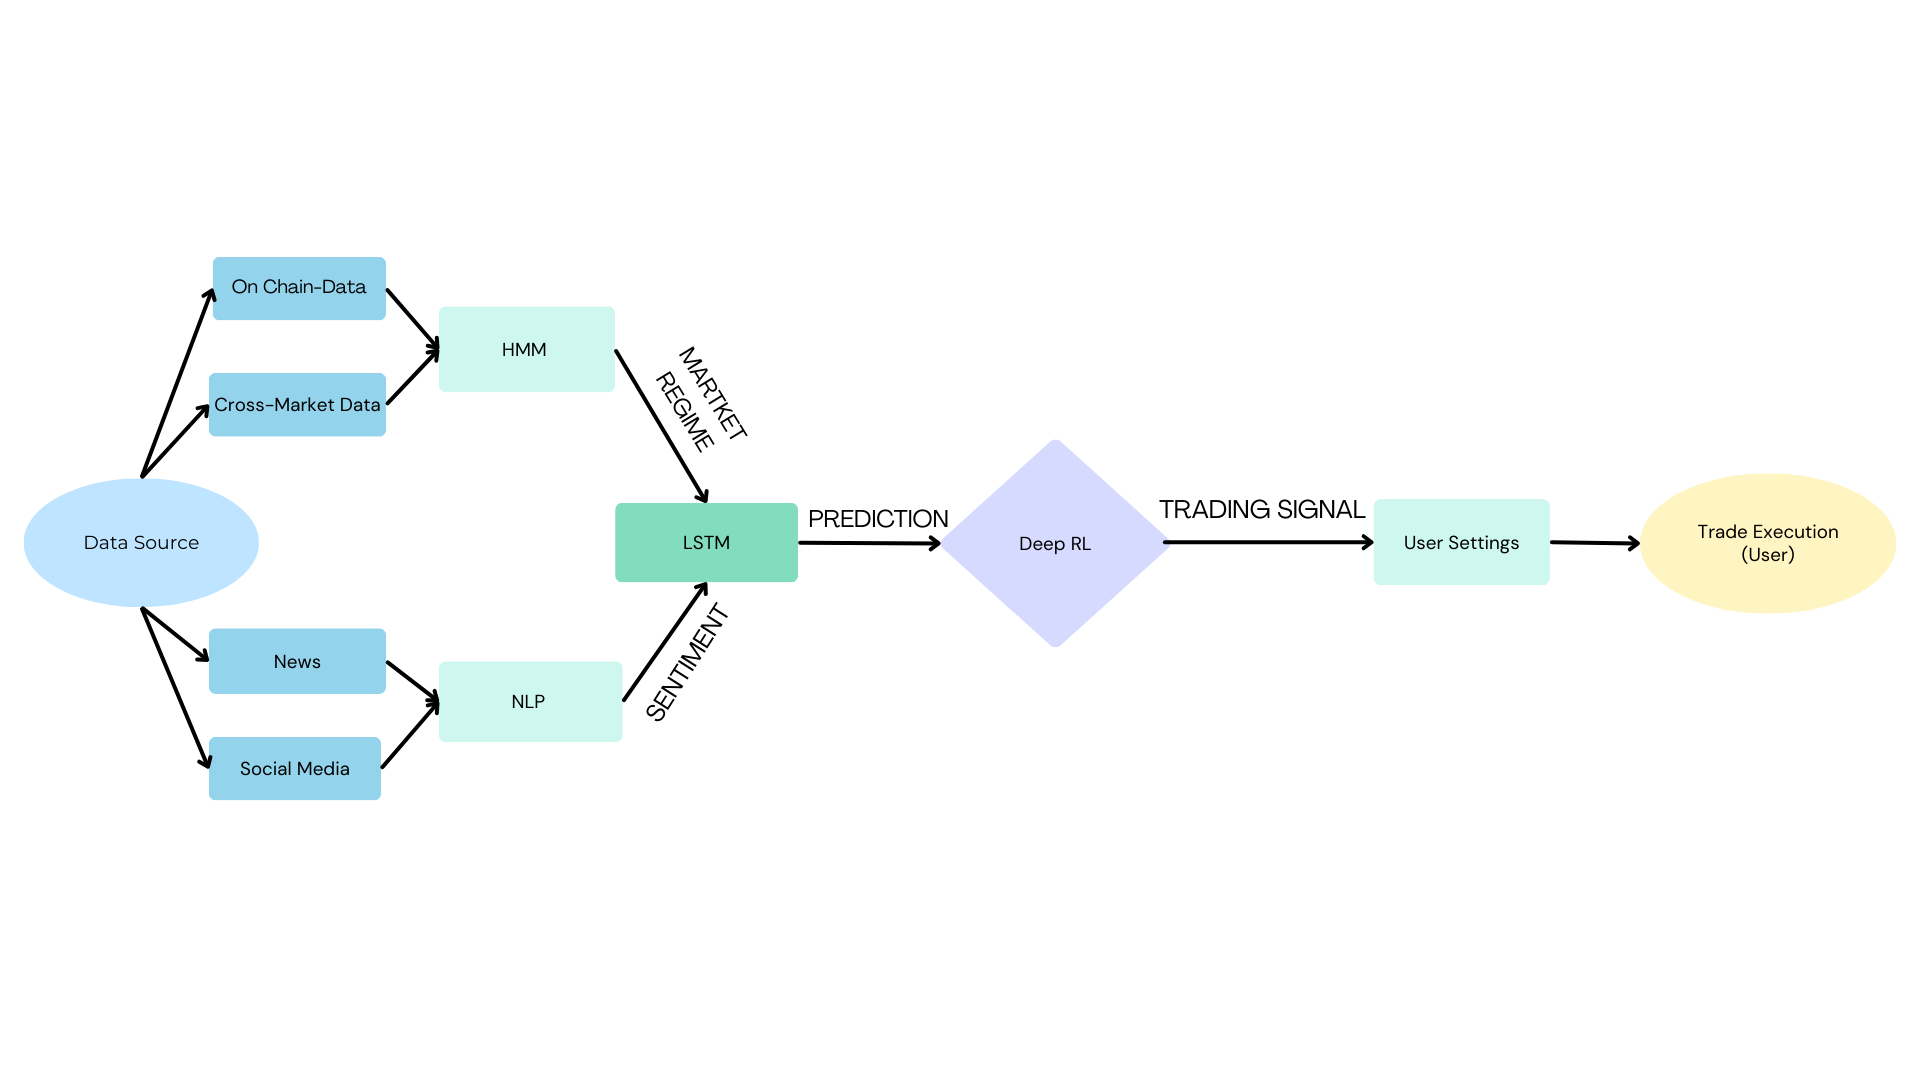 On Chain-Data
Cross-Market Data
HMM
MARTKET
REGIME
Data Source
LSTM
PREDICTION
Deep RL
TRADING SIGNAL
User Settings
Trade Execution
(User)
News
Social Media
NLP
SENTIMENT